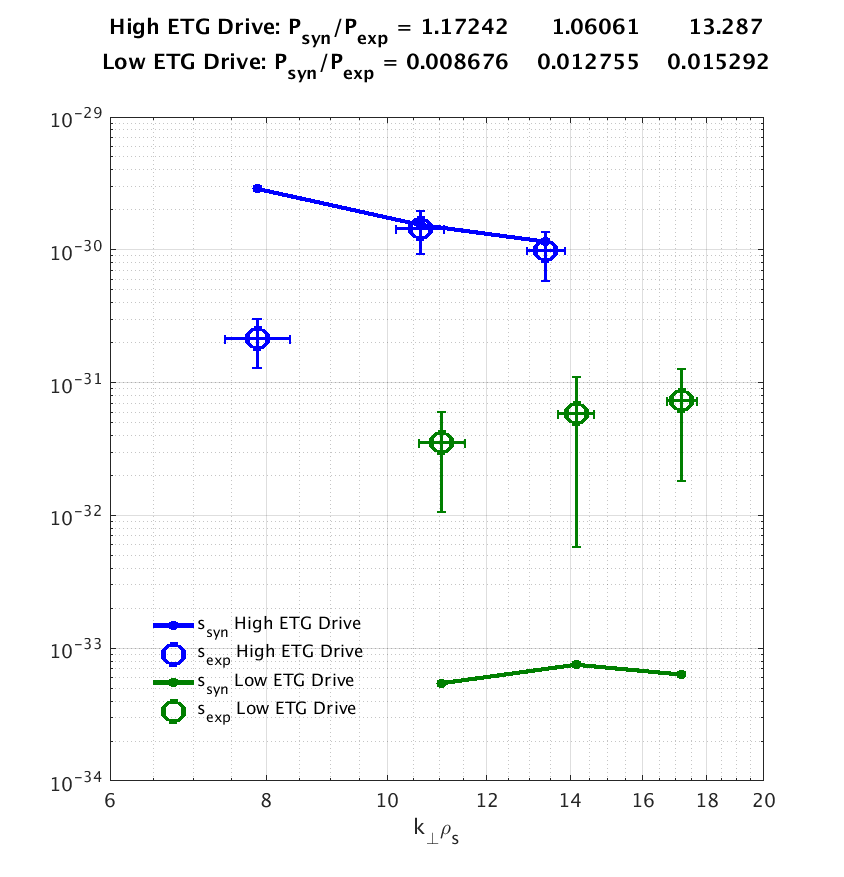 High ETG Drive: P_syn/P_exp = 1.17242 1.06061 13.287
Low ETG Drive: P_syn/P_exp = 0.008676 0.012755 0.015292
10^-29
10^-30
10^-31
10^-32
10^-33
10^-34
s_syn High ETG Drive
s_exp High ETG Drive
s_syn Low ETG Drive
s_exp Low ETG Drive
6 8 10 12 14 16 18 20
k_⊥ρ_s